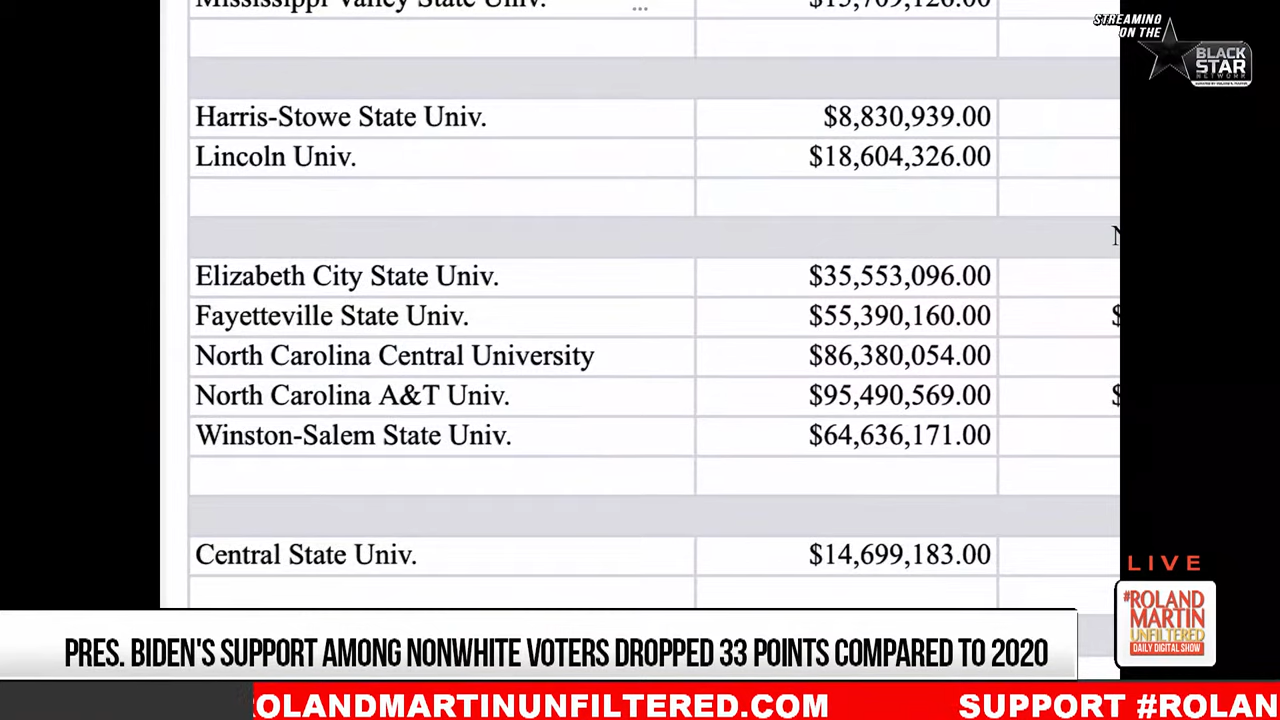 Mississippi Valley State Univ. $15,709,126.00
STREAMING
ON THE
BLACK
STAR
NETWORK
Harris-Stowe State Univ. $8,830,939.00
Lincoln Univ. $18,604,326.00
Elizabeth City State Univ. $35,553,096.00
Fayetteville State Univ. $55,390,160.00 $
North Carolina Central University $86,380,054.00
North Carolina A&T Univ. $95,490,569.00 $
Winston-Salem State Univ. $64,636,171.00
Central State Univ. $14,699,183.00
LIVE
#ROLAND
MARTIN
UNFILTERED
DAILY DIGITAL SHOW
PRES. BIDEN'S SUPPORT AMONG NONWHITE VOTERS DROPPED 33 POINTS COMPARED TO 2020
ROLANDMARTINUNFILTERED.COM SUPPORT #ROLAN